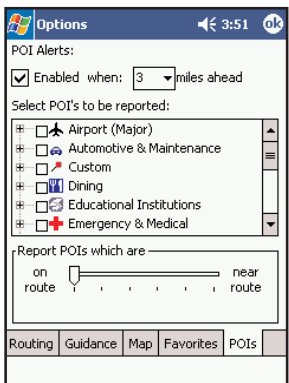 Options 3:51 ok
POI Alerts:
Enabled when: 3 miles ahead
Select POI's to be reported:
Airport (Major)
Automotive & Maintenance
Custom
Dining
Educational Institutions
Emergency & Medical
Report POIs which are
on route
near route
Routing Guidance Map Favorites POIs